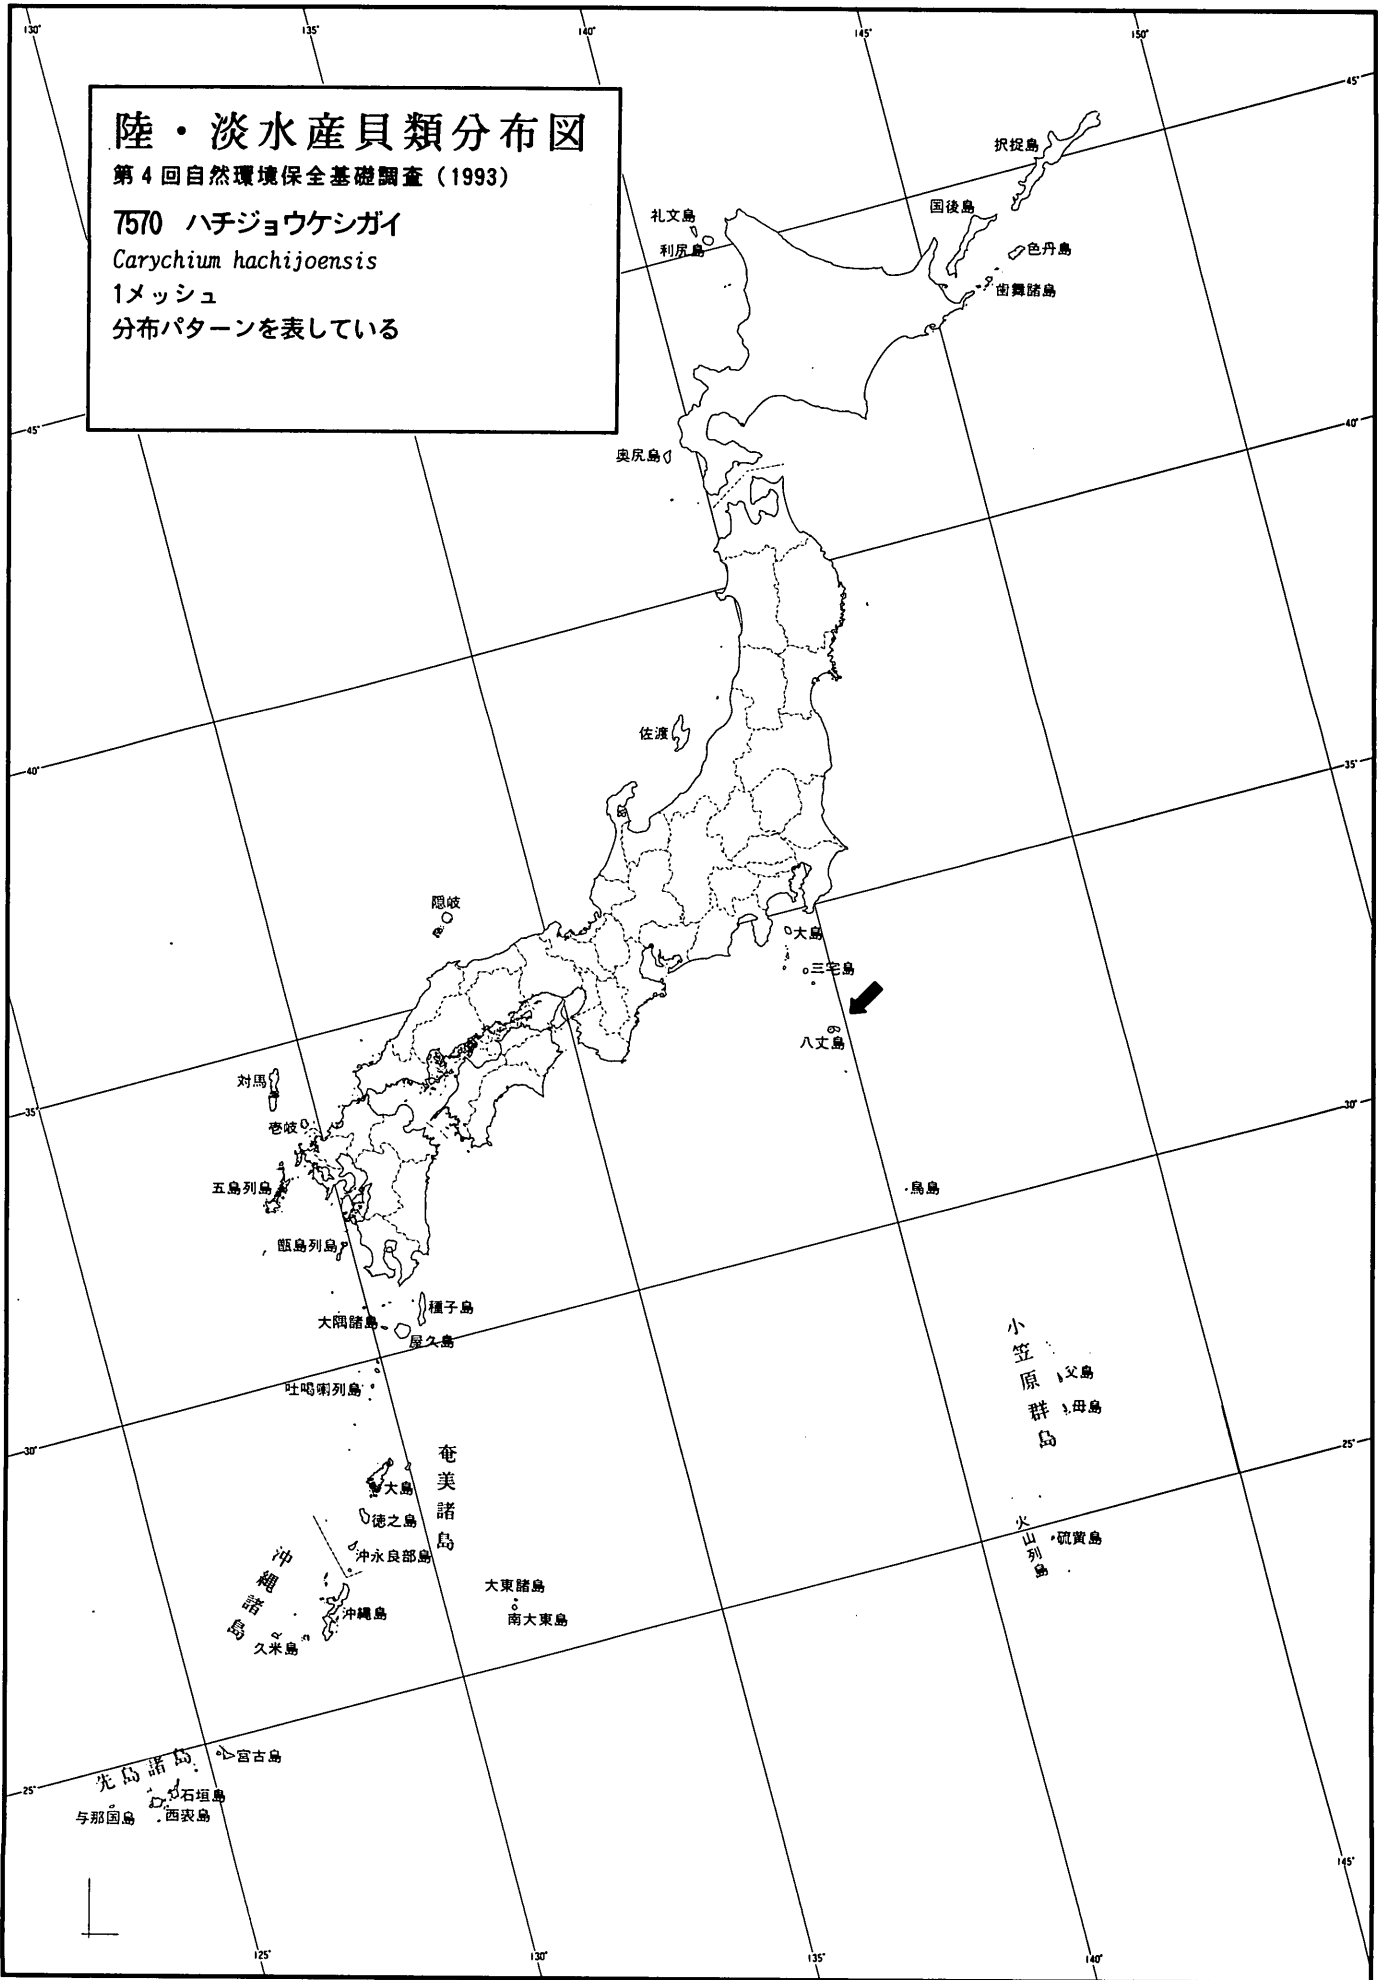 130°
135°
140°
145°
150°
陸・淡水産貝類分布図
第4回自然環境保全基礎調査（1993）
7570 ハチジョウケシガイ
Carychium hachijoensis
1メッシュ
分布パターンを表している
45°
択捉島
国後島
色丹島
歯舞諸島
礼文島
利尻島
奥尻島
45°
40°
佐渡
40°
35°
隠岐
大島
三宅島
八丈島
対馬
壱岐
35°
五島列島
甑島列島
30°
鳥島
種子島
大隅諸島
屋久島
吐噶喇列島
小笠原群島
父島
母島
30°
25°
奄美諸島
大島
徳之島
沖永良部島
火山列島
硫黄島
沖縄諸島
沖縄島
久米島
大東諸島
南大東島
先島諸島
宮古島
石垣島
西表島
与那国島
25°
145°
125°
130°
135°
140°